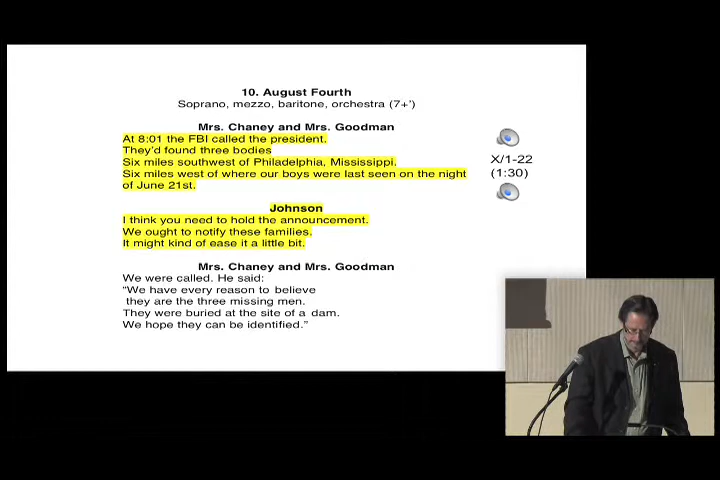 10. August Fourth
Soprano, mezzo, baritone, orchestra (7+')
Mrs. Chaney and Mrs. Goodman
At 8:01 the FBI called the president.
They'd found three bodies
Six miles southwest of Philadelphia, Mississippi.
Six miles west of where our boys were last seen on the night
of June 21st.
X/1-22
(1:30)
Johnson
I think you need to hold the announcement.
We ought to notify these families.
It might kind of ease it a little bit.
Mrs. Chaney and Mrs. Goodman
We were called. He said:
“We have every reason to believe
they are the three missing men.
They were buried at the site of a dam.
We hope they can be identified.”